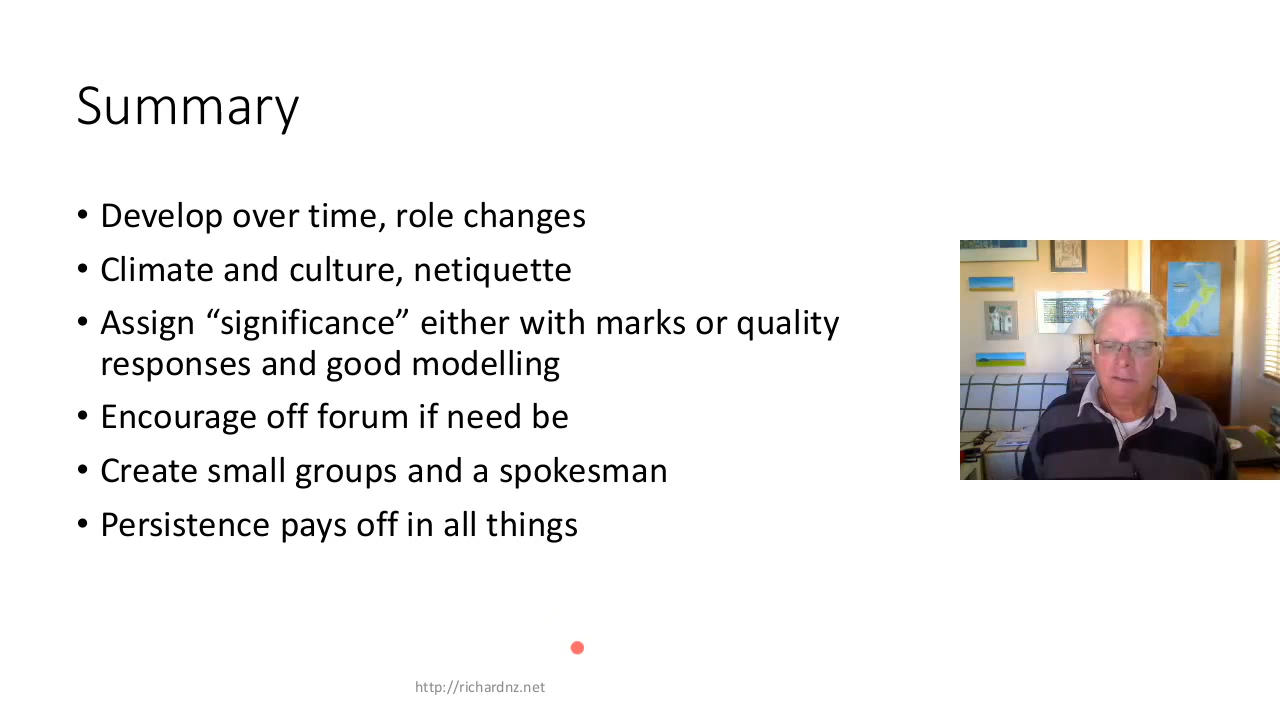 Summary
• Develop over time, role changes
• Climate and culture, netiquette
• Assign “significance” either with marks or quality
responses and good modelling
• Encourage off forum if need be
• Create small groups and a spokesman
• Persistence pays off in all things
http://richardnz.net